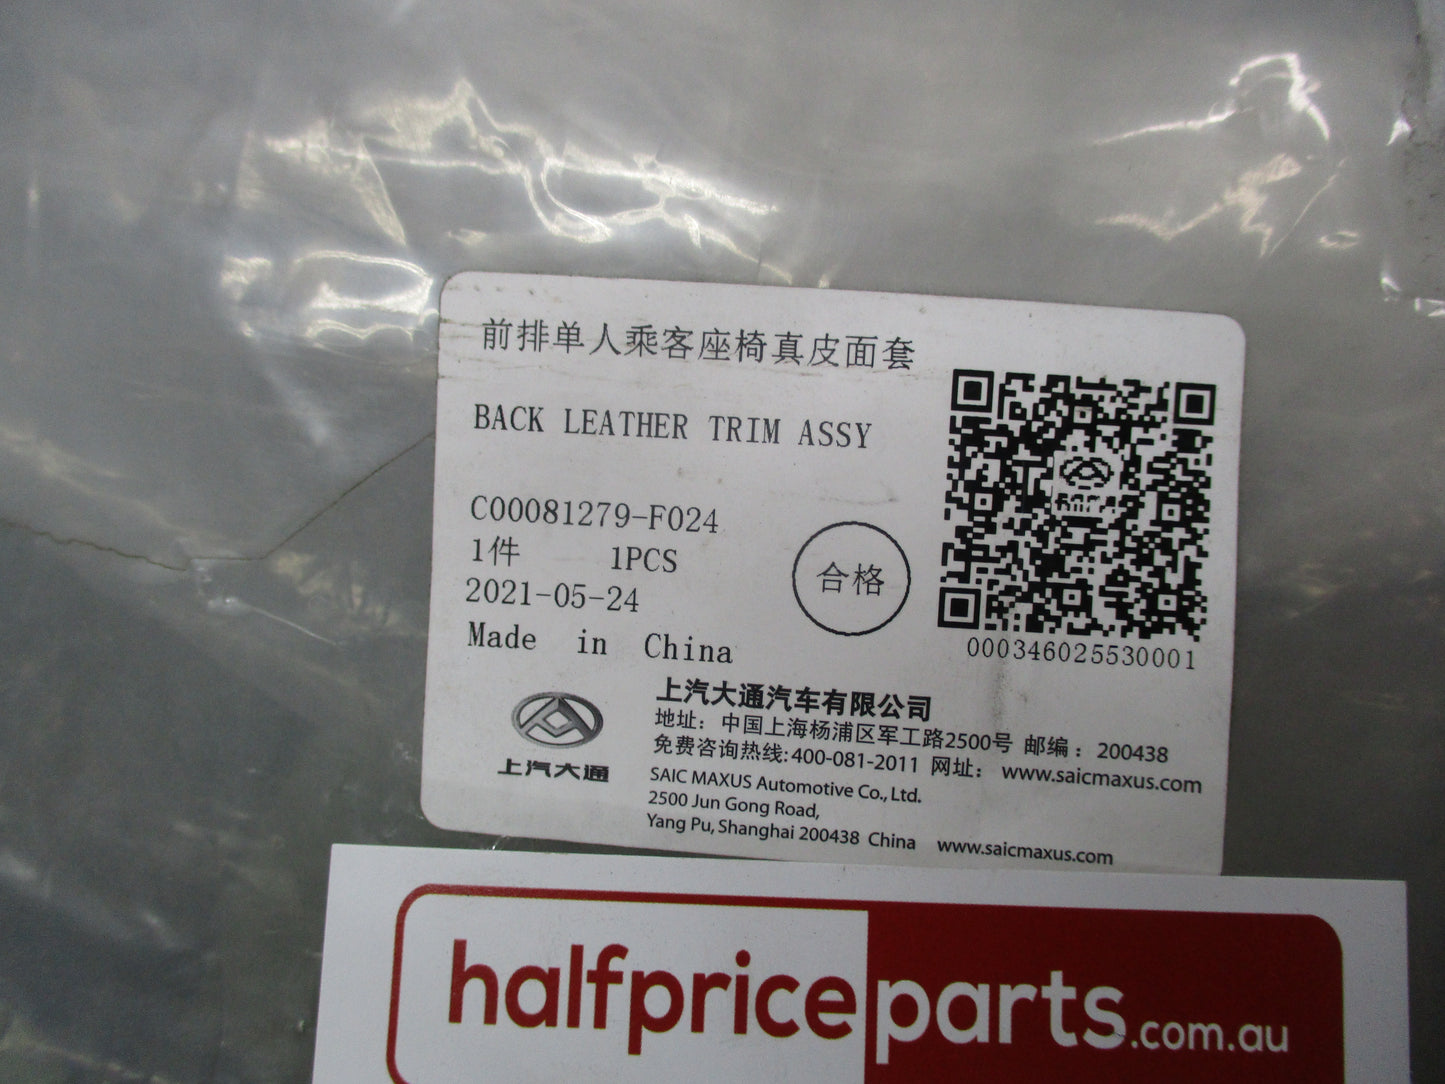 前排单人乘客座椅真皮面套
BACK LEATHER TRIM ASSY
C00081279-F024
1件 1PCS
2021-05-24
Made in China
合格
000346025530001
上汽大通
上汽大通汽车有限公司
地址：中国上海杨浦区军工路2500号 邮编：200438
免费咨询热线:400-081-2011 网址： www.saicmaxus.com
SAIC MAXUS Automotive Co., Ltd.
2500 Jun Gong Road,
Yang Pu, Shanghai 200438 China www.saicmaxus.com
halfpriceparts.com.au